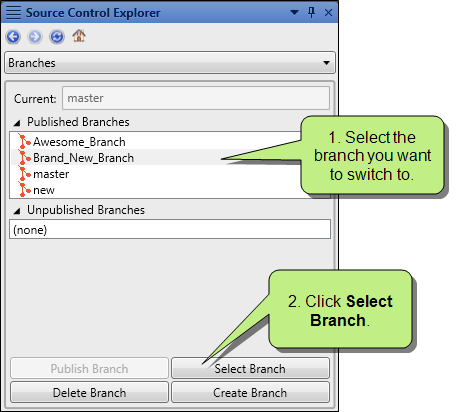 Source Control Explorer
Branches
Current: master
Published Branches
Awesome_Branch
Brand_New_Branch
master
new
1. Select the
branch you want
to switch to.
Unpublished Branches
(none)
2. Click Select
Branch.
Publish Branch Select Branch
Delete Branch Create Branch